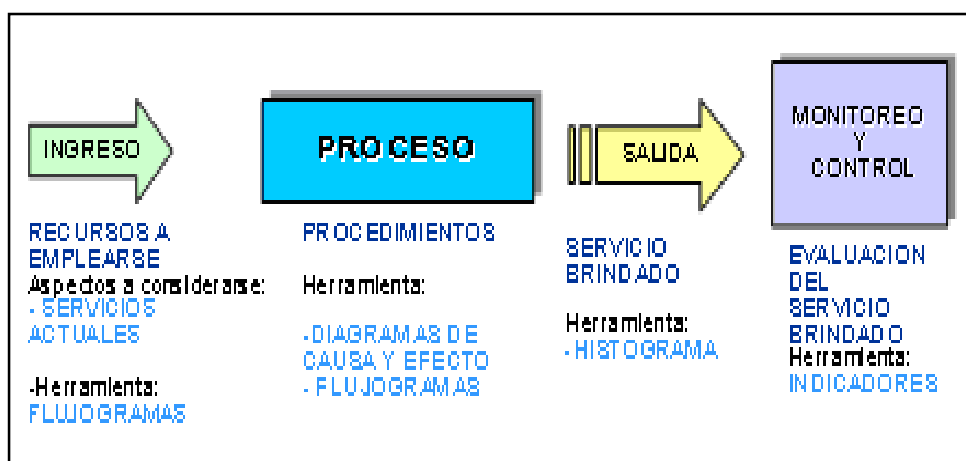 INGRESO
RECURSOS A
EMPLEARSE
Aspectos a considerarse:
- SERVICIOS
ACTUALES
-Herramienta:
FLUJOGRAMAS
PROCESO
PROCEDIMIENTOS
Herramienta:
-DIAGRAMAS DE
CAUSA Y EFECTO
- FLUJOGRAMAS
SALIDA
SERVICIO
BRINDADO
Herramienta:
- HISTOGRAMA
MONITOREO
Y
CONTROL
EVALUACION
DEL
SERVICIO
BRINDADO
Herramienta:
INDICADORES